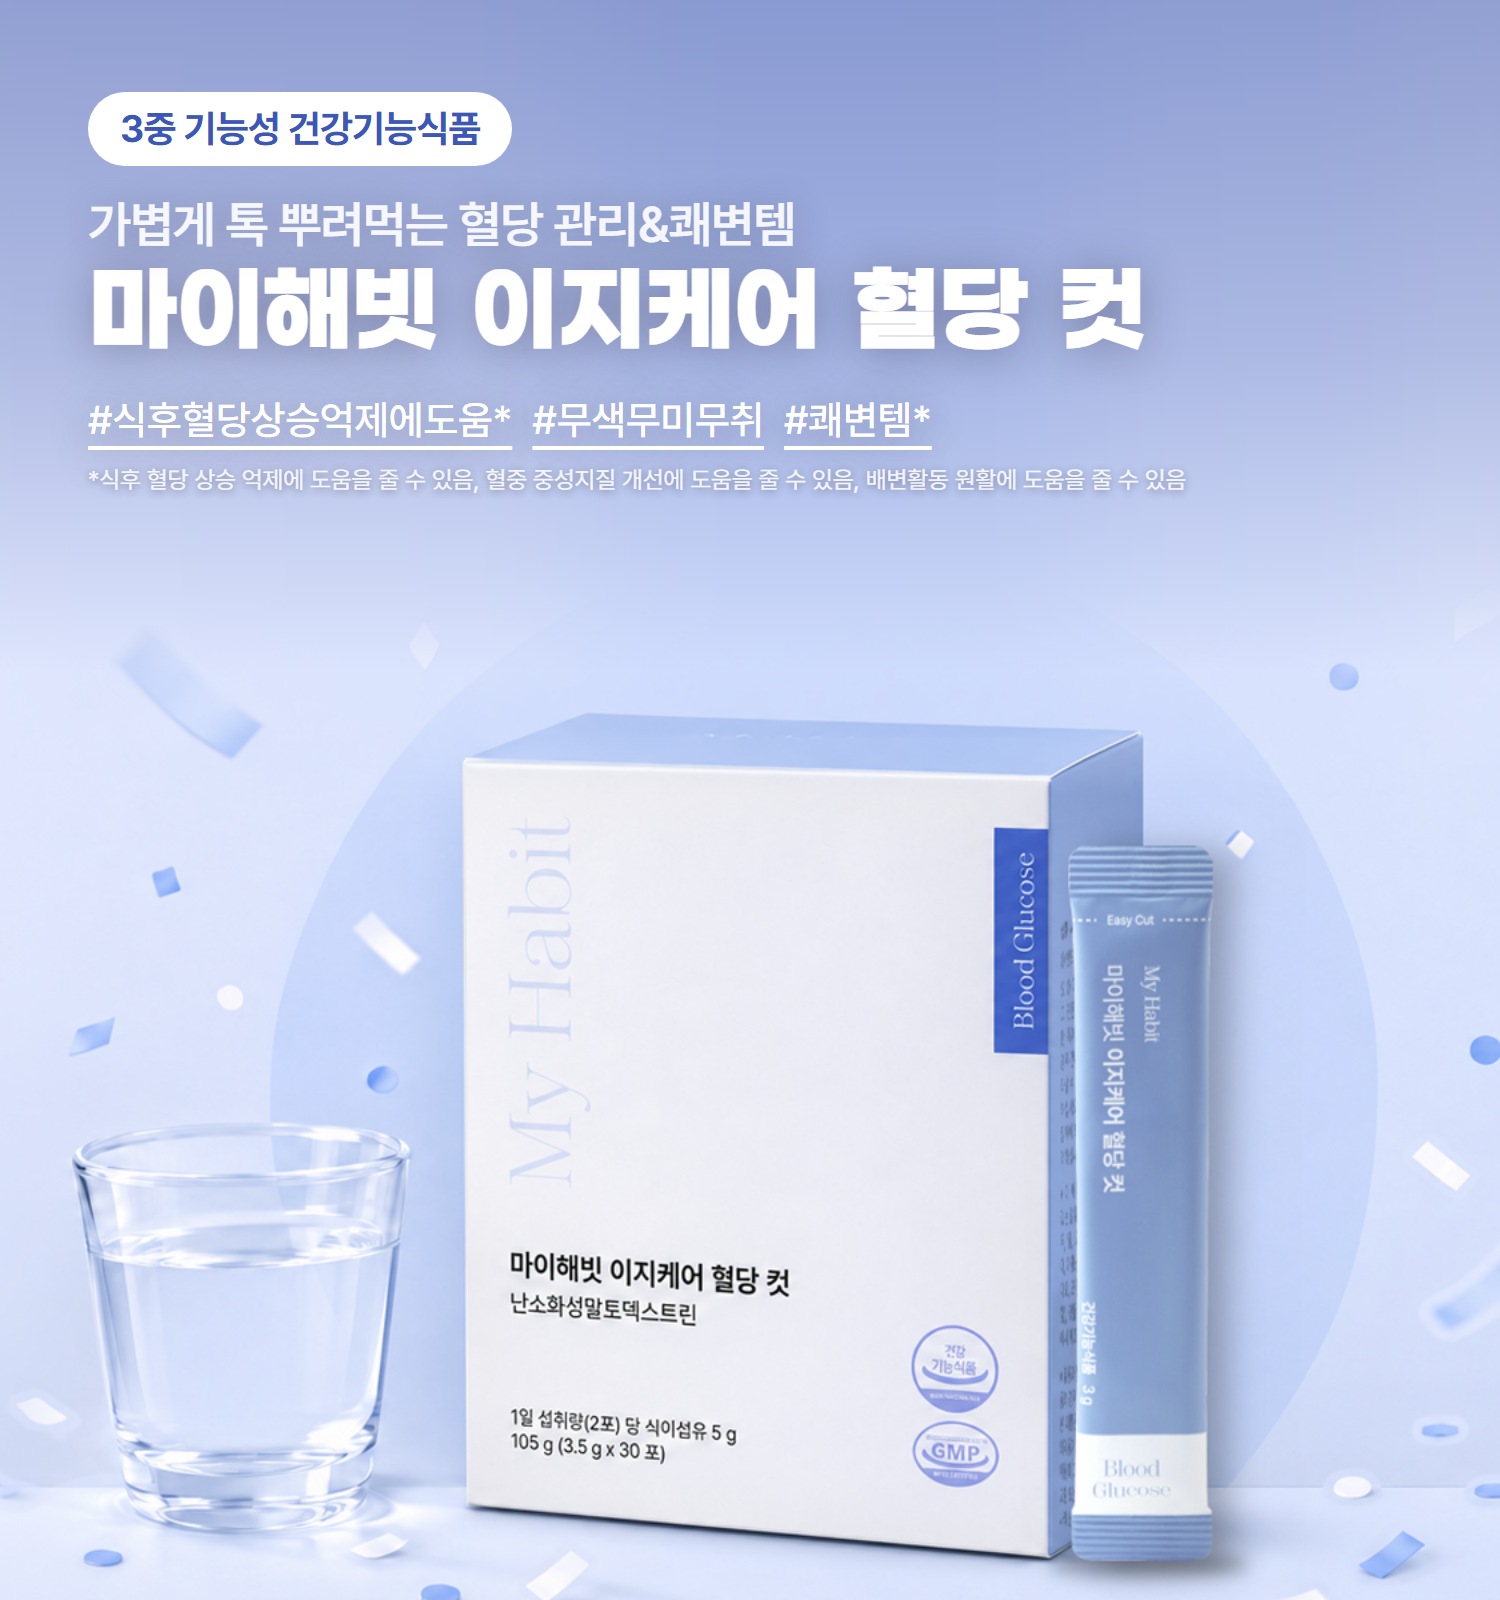 3중 기능성 건강기능식품
가볍게 톡 뿌려먹는 혈당 관리&쾌변템
마이해빗 이지케어 혈당 컷
#식후혈당상승억제에도움* #무색무미무취 #쾌변템*
*식후 혈당 상승 억제에 도움을 줄 수 있음, 혈중 중성지질 개선에 도움을 줄 수 있음, 배변활동 원활에 도움을 줄 수 있음
My Habit
Blood Glucose
마이해빗 이지케어 혈당 컷
난소화성말토덱스트린
1일 섭취량(2포) 당 식이섬유 5 g
105 g (3.5 g x 30 포)
건강
기능식품
GMP
Easy Cut
My Habit
마이해빗 이지케어 혈당 컷
건강기능식품 3g
Blood
Glucose